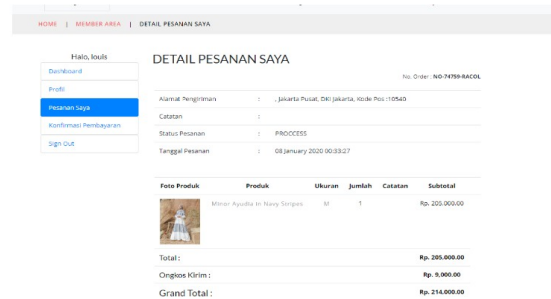 HOME | MEMBER AREA | DETAIL PESANAN SAYA
Halo, louis
Dashboard
Profil
Pesanan Saya
Konfirmasi Pembayaran
Sign Out
DETAIL PESANAN SAYA
No. Order : NO-74759-RACOL
Alamat Pengiriman : , Jakarta Pusat, DKI Jakarta, Kode Pos :10540
Catatan :
Status Pesanan : PROCCESS
Tanggal Pesanan : 08 January 2020 00:33:27
Foto Produk Produk Ukuran Jumlah Catatan Subtotal
Minor Ayudia in Navy Stripes M 1 Rp. 205.000.00
Total : Rp. 205.000.00
Ongkos Kirim : Rp. 9,000.00
Grand Total : Rp. 214.000.00